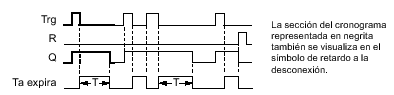 Trg
R
Q
Ta expira
T
T
La sección del cronograma
representada en negrita
también se visualiza en el
símbolo de retardo a la
desconexión.